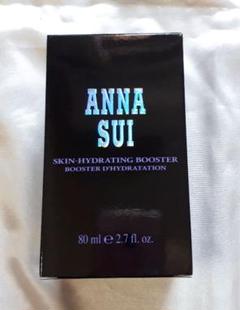 ANNA
SUI
SKIN-HYDRATING BOOSTER
BOOSTER D'HYDRATATION
80 ml ℮ 2.7 fl. oz.